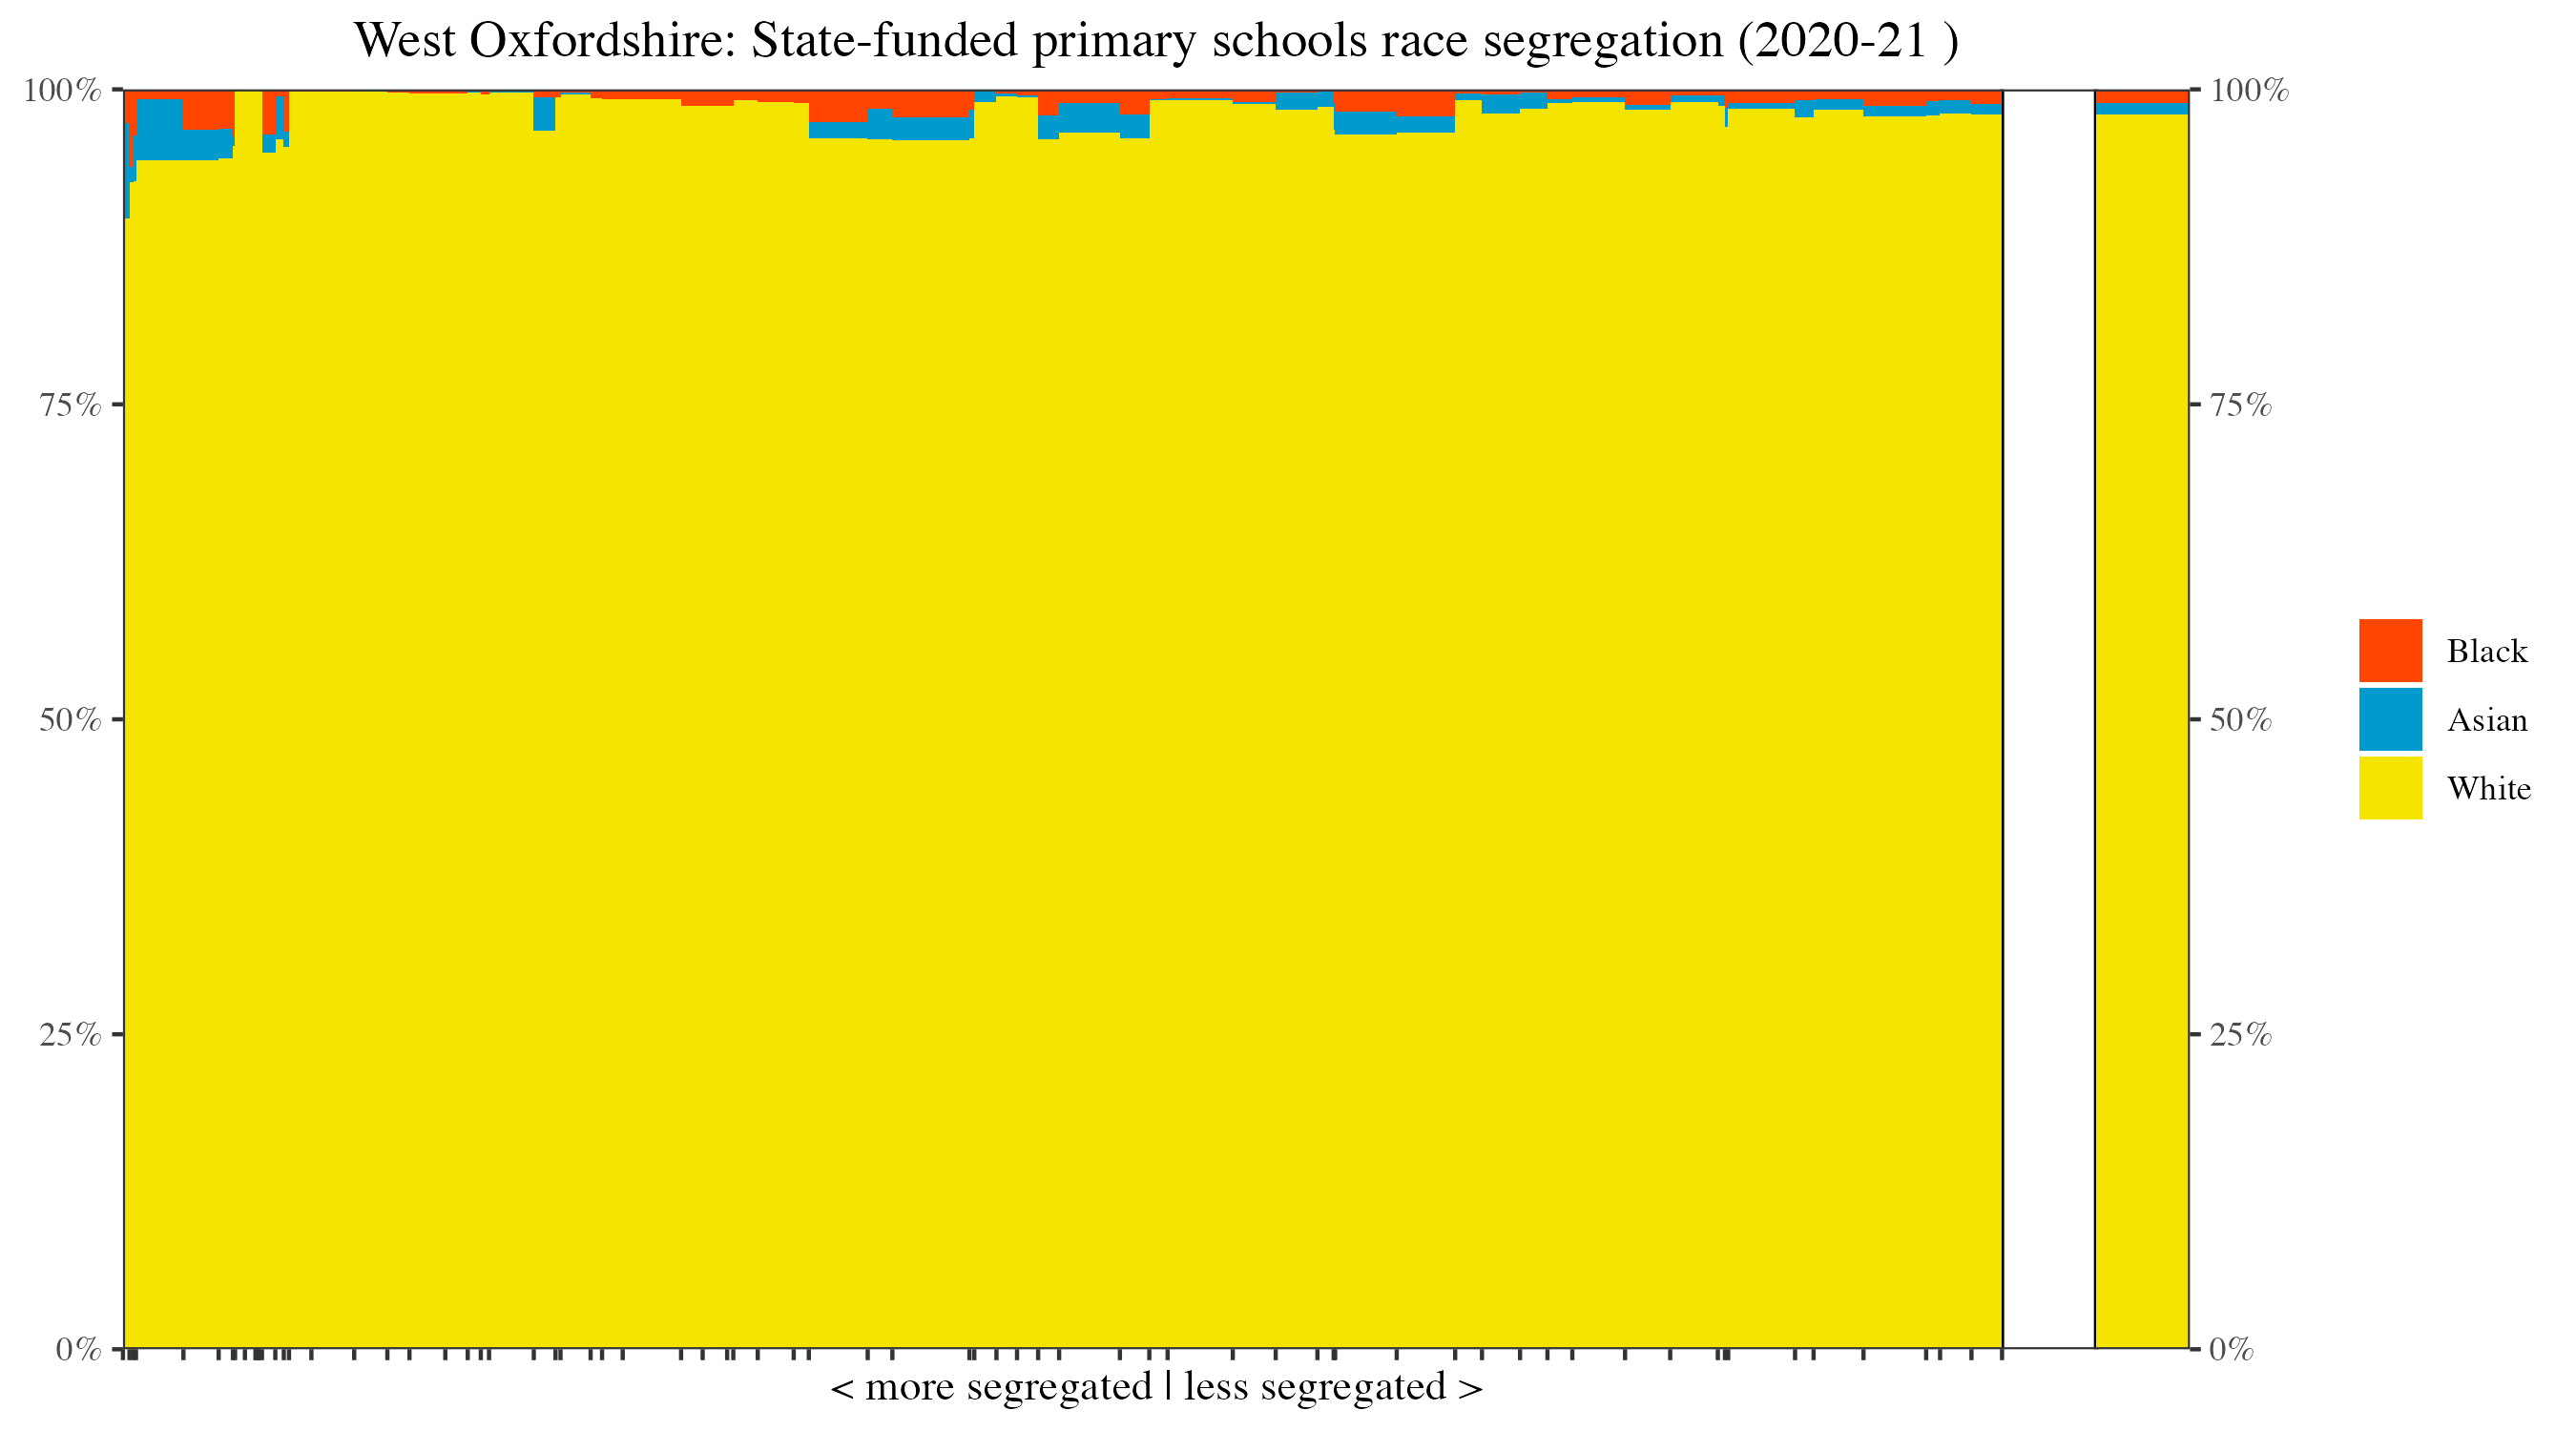 West Oxfordshire: State-funded primary schools race segregation (2020-21 )
100%
75%
50%
25%
0%
100%
75%
50%
25%
0%
Black
Asian
White
< more segregated | less segregated >